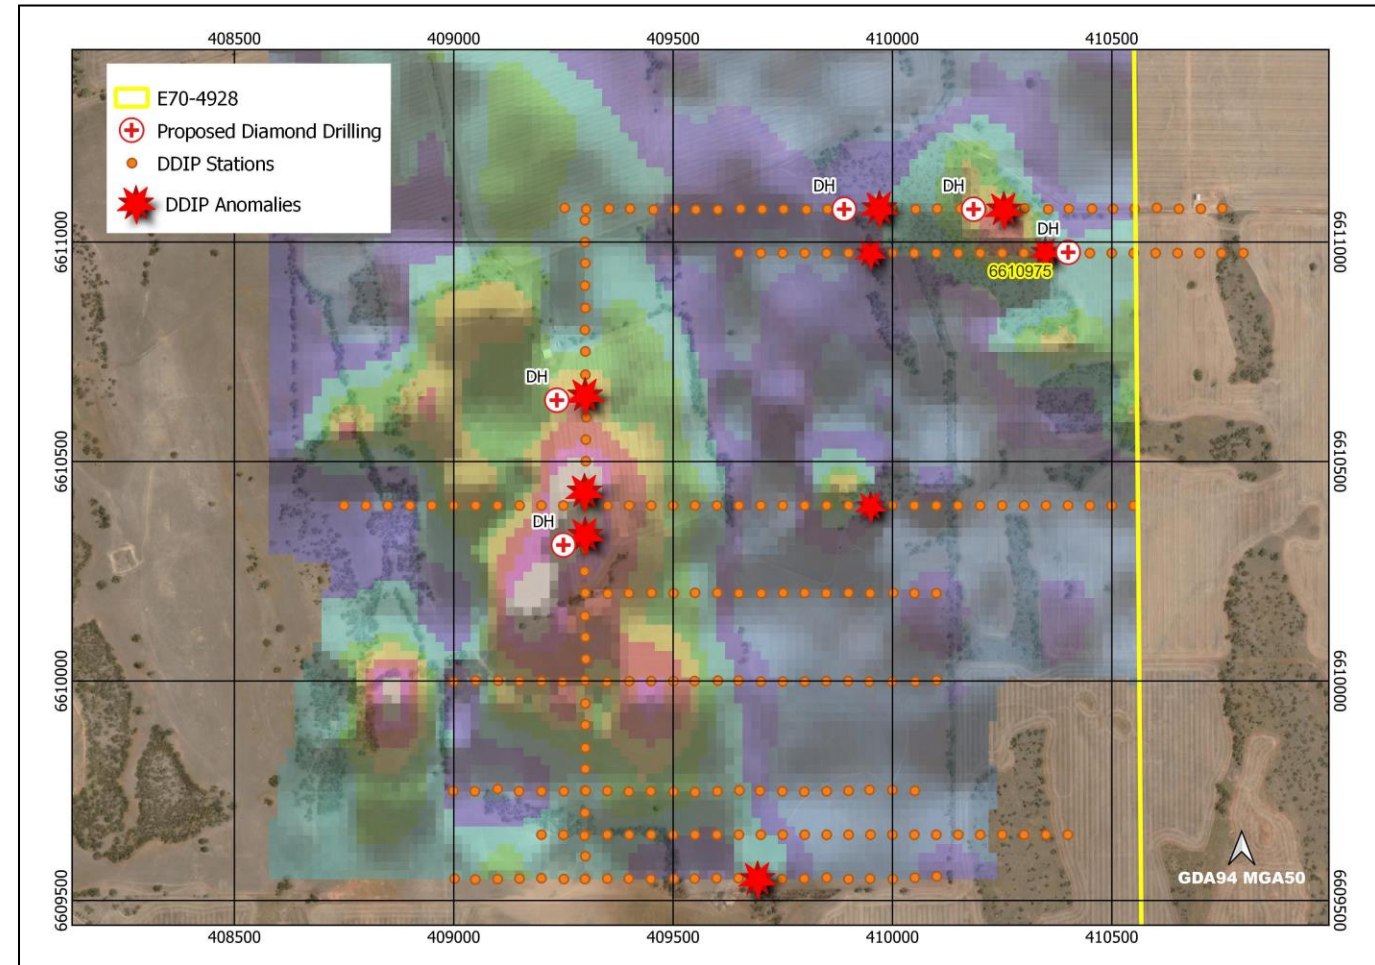 408500 409000 409500 410000 410500
E70-4928
Proposed Diamond Drilling
DDIP Stations
DDIP Anomalies
DH DH
DH
6611000 6611000
6610975
DH
6610500 6610500
DH
6610000 6610000
GDA94 MGA50
6609500 6609500
408500 409000 409500 410000 410500